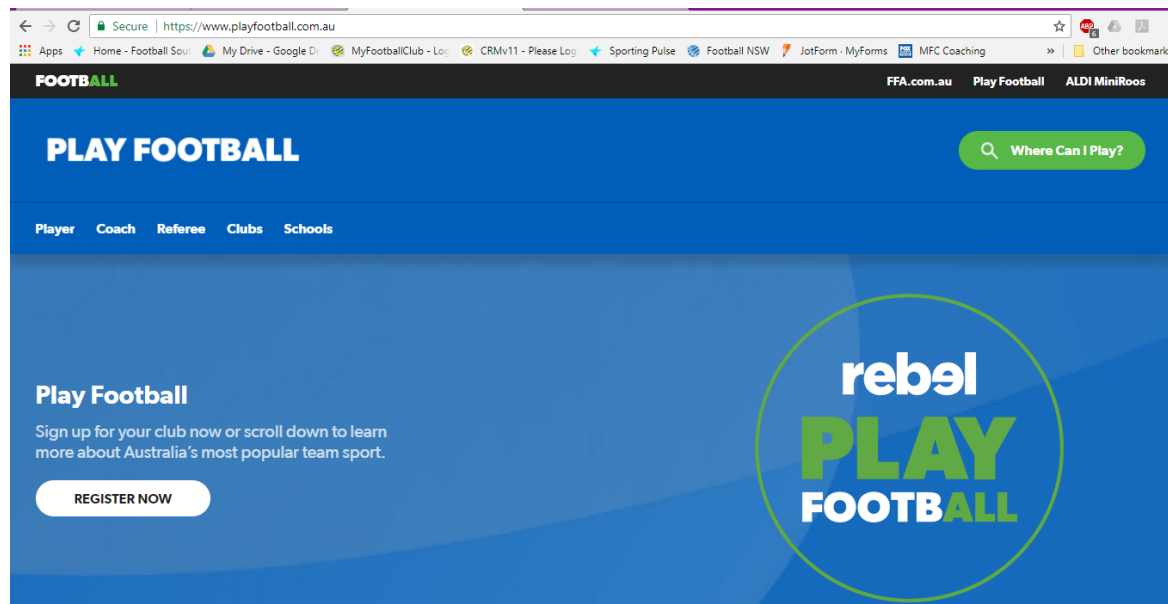 Secure | https://www.playfootball.com.au
ABP
6
Apps Home - Football Sou My Drive - Google D MyFootballClub - Log CRMv11 - Please Log Sporting Pulse Football NSW JotForm · MyForms MFC Coaching » Other bookmark
FOOTBALL FFA.com.au Play Football ALDI MiniRoos
PLAY FOOTBALL Where Can I Play?
Player Coach Referee Clubs Schools
Play Football
Sign up for your club now or scroll down to learn
more about Australia's most popular team sport.
REGISTER NOW
rebel
PLAY
FOOTBALL